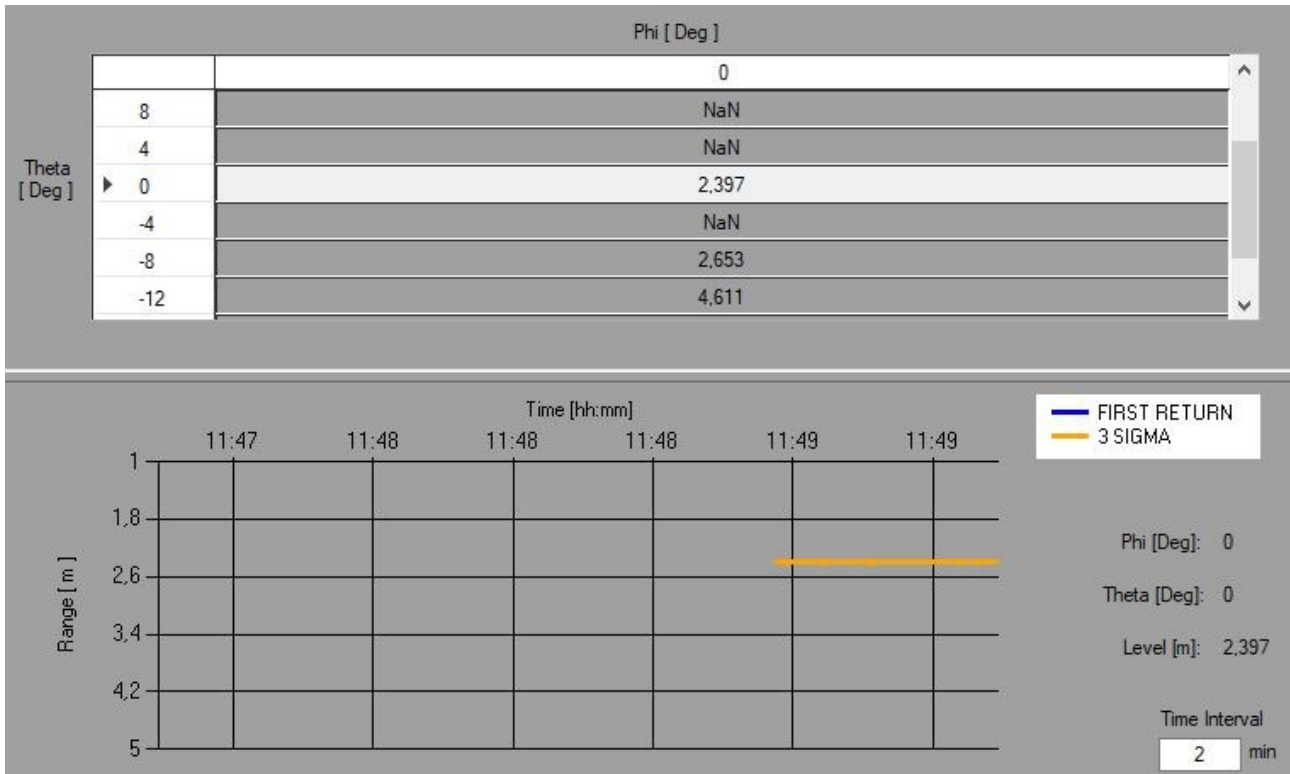 Phi [ Deg ]
0
8 NaN
4 NaN
Theta
[ Deg ]
0 2,397
-4 NaN
-8 2,653
-12 4,611
Time [hh:mm]
11:47 11:48 11:48 11:48 11:49 11:49
FIRST RETURN
3 SIGMA
Range [ m ]
1
1,8
2,6
3,4
4,2
5
Phi [Deg]: 0
Theta [Deg]: 0
Level [m]: 2,397
Time Interval
2 min